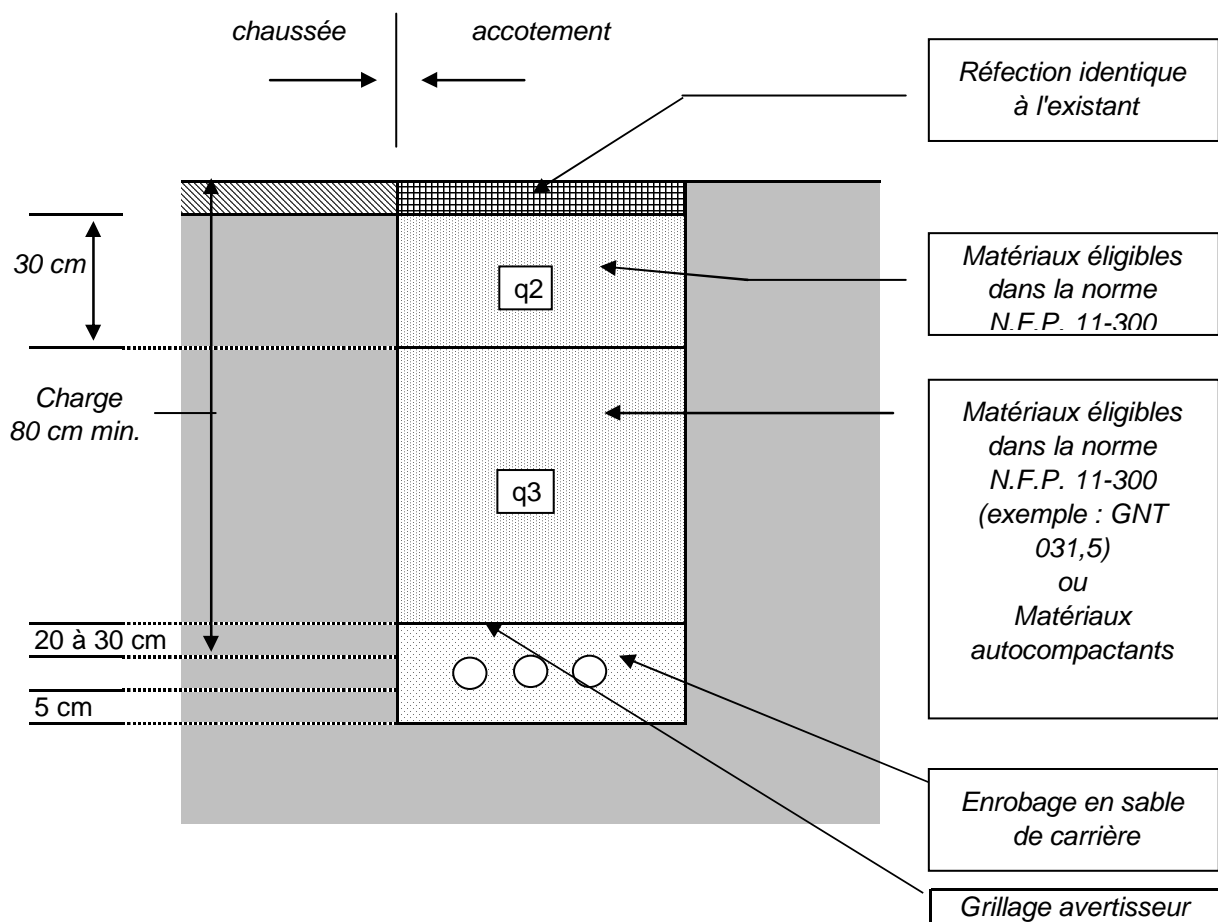 chaussée
accotement
Réfection identique
à l'existant
30 cm
q2
Matériaux éligibles
dans la norme
N.F.P. 11-300
Charge
80 cm min.
q3
Matériaux éligibles
dans la norme
N.F.P. 11-300
(exemple : GNT
031,5)
ou
Matériaux
autocompactants
20 à 30 cm
5 cm
Enrobage en sable
de carrière
Grillage avertisseur